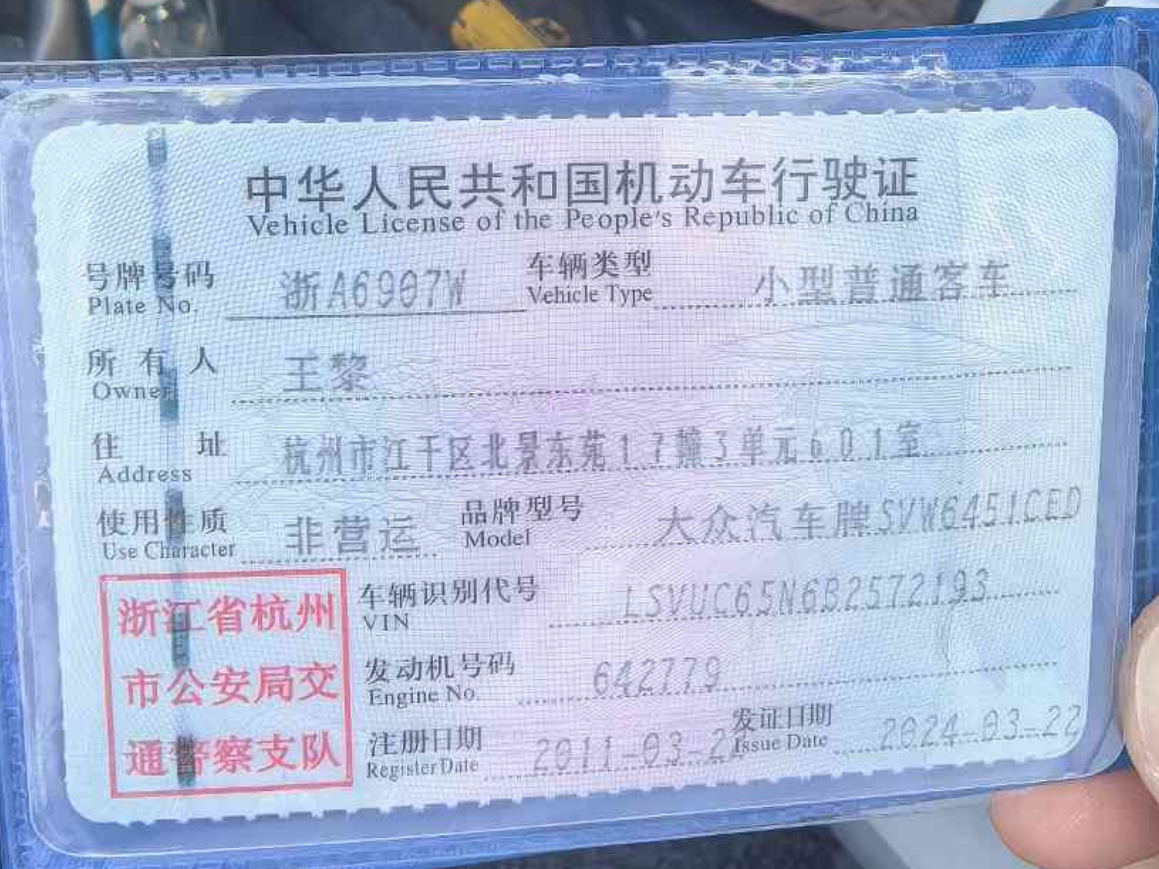 中华人民共和国机动车行驶证
Vehicle License of the People's Republic of China
号牌号码 浙A6907W 车辆类型 小型普通客车
Plate No. Vehicle Type
所有人 王黎
Owner
住址 杭州市江干区北景东苑17幢3单元601室
Address
使用性质 非营运 品牌型号 大众汽车牌SVW6451CED
Use Character Model
浙江省杭州
市公安局交
通警察支队
车辆识别代号 LSVUC65N6B2572193
VIN
发动机号码 642779
Engine No.
注册日期 2011-03-2 发证日期 2024-03-22
Register Date Issue Date